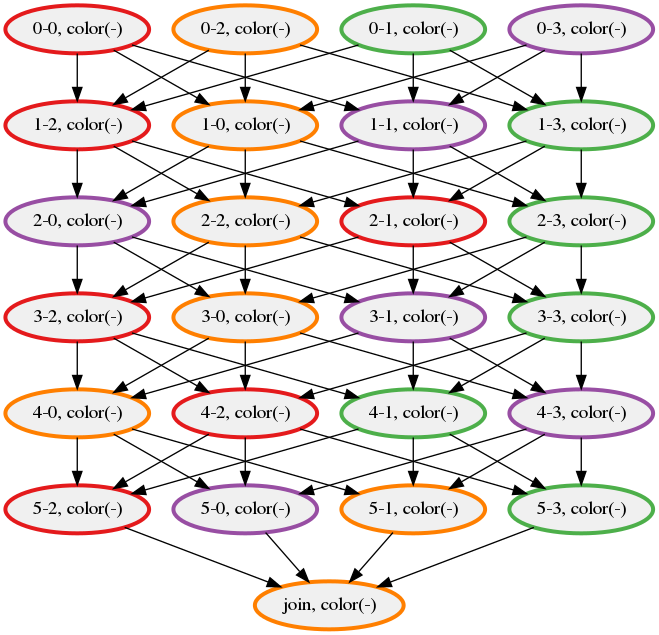 0-0, color(-)
0-2, color(-)
0-1, color(-)
0-3, color(-)
1-2, color(-)
1-0, color(-)
1-1, color(-)
1-3, color(-)
2-0, color(-)
2-2, color(-)
2-1, color(-)
2-3, color(-)
3-2, color(-)
3-0, color(-)
3-1, color(-)
3-3, color(-)
4-0, color(-)
4-2, color(-)
4-1, color(-)
4-3, color(-)
5-2, color(-)
5-0, color(-)
5-1, color(-)
5-3, color(-)
join, color(-)